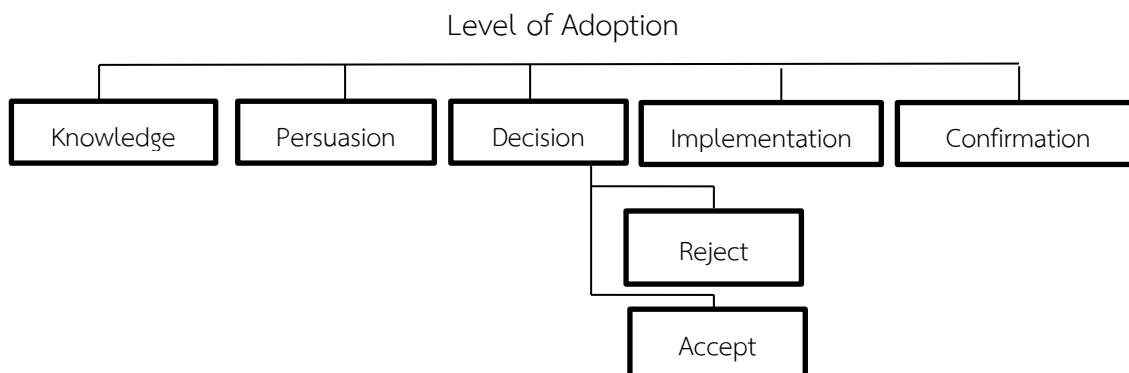 Level of Adoption
Knowledge
Persuasion
Decision
Implementation
Confirmation
Reject
Accept